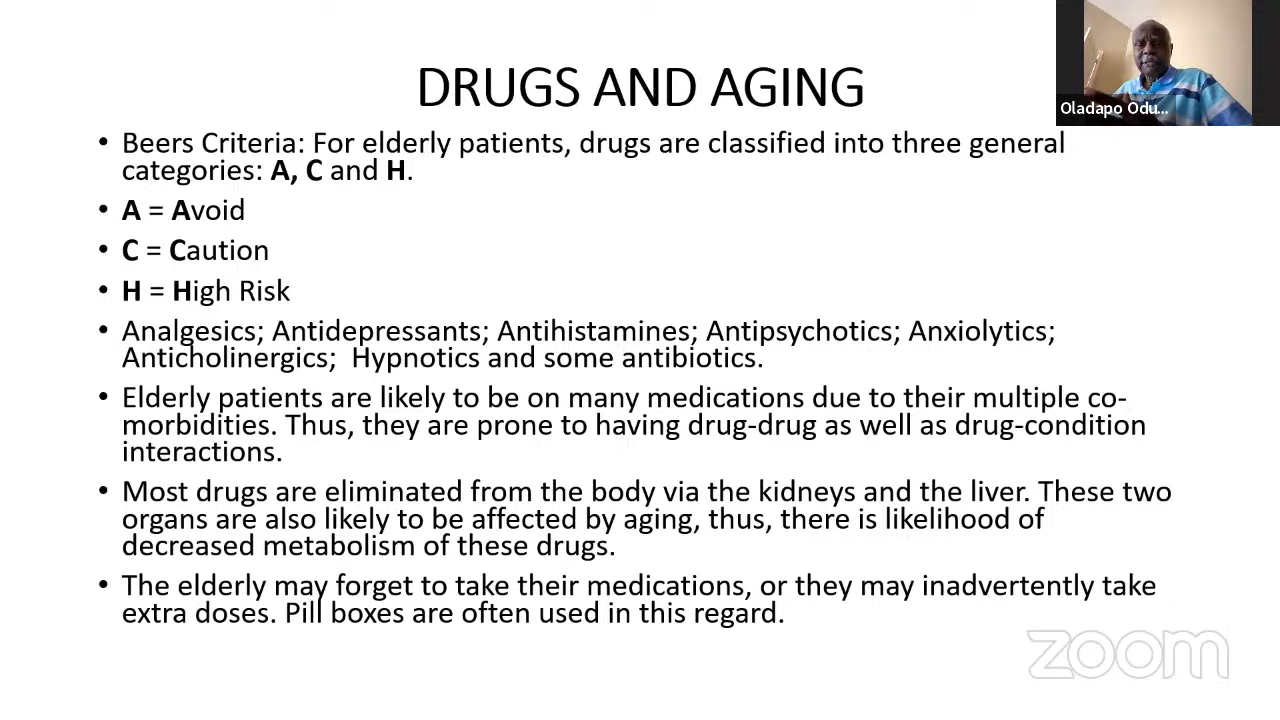 DRUGS AND AGING
Oladapo Odu...
• Beers Criteria: For elderly patients, drugs are classified into three general
categories: A, C and H.
• A = Avoid
• C = Caution
• H = High Risk
• Analgesics; Antidepressants; Antihistamines; Antipsychotics; Anxiolytics;
Anticholinergics;  Hypnotics and some antibiotics.
• Elderly patients are likely to be on many medications due to their multiple co-
morbidities. Thus, they are prone to having drug-drug as well as drug-condition
interactions.
• Most drugs are eliminated from the body via the kidneys and the liver. These two
organs are also likely to be affected by aging, thus, there is likelihood of
decreased metabolism of these drugs.
• The elderly may forget to take their medications, or they may inadvertently take
extra doses. Pill boxes are often used in this regard.
zoom